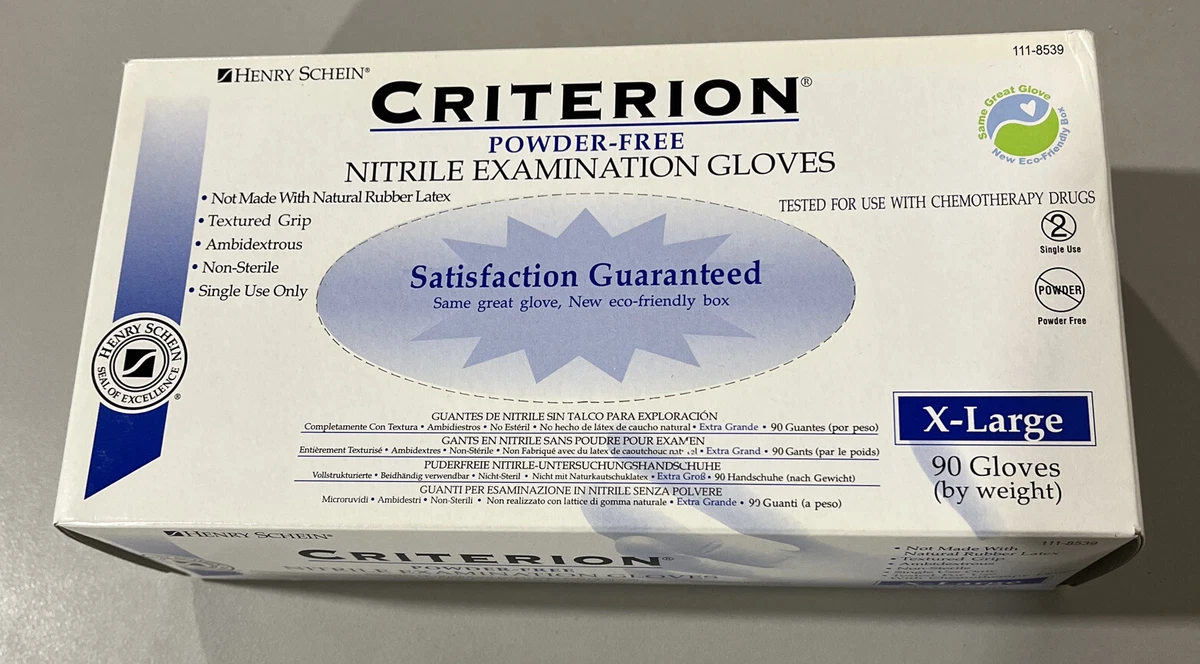 111-8539
HENRY SCHEIN®
CRITERION®
POWDER-FREE
NITRILE EXAMINATION GLOVES
Same Great Glove
New Eco-Friendly Box
• Not Made With Natural Rubber Latex
• Textured Grip
• Ambidextrous
• Non-Sterile
• Single Use Only
TESTED FOR USE WITH CHEMOTHERAPY DRUGS
2
Single Use
POWDER
Powder Free
Satisfaction Guaranteed
Same great glove, New eco-friendly box
HENRY SCHEIN
SEAL OF EXCELLENCE
®
GUANTES DE NITRILE SIN TALCO PARA EXPLORACIÓN
Completamente Con Textura • Ambidiestros • No Estéril • No hecho de látex de caucho natural • Extra Grande • 90 Guantes (por peso)
GANTS EN NITRILE SANS POUDRE POUR EXAMEN
Entièrement Texturisé • Ambidextres • Non-Stérile • Non Fabriqué avec du latex de caoutchouc • Extra Grand • 90 Gants (par le poids)
PUDERFREIE NITIRLE-UNTERSUCHUNGSHANDSCHUHE
Vollstrukturierte • Beidhändig verwendbar • Nicht-Steril • Nicht mit Naturkautschuklatex • Extra Groß • 90 Handschuhe (nach Gewicht)
GUANTI PER ESAMINAZIONE IN NITRILE SENZA POLVERE
Microruvidi • Ambidestri • Non-Sterili • Non realizzato con lattice di gomma naturale • Extra Grande • 90 Guanti (a peso)
X-Large
90 Gloves
(by weight)
HENRY SCHEIN®
CRITERION®
POWDER-FREE
NITRILE EXAMINATION GLOVES
111-8539
• Not Made With
Natural Rubber Latex
• Textured Grip
• Ambidextrous
• Non-Sterile
X-Large